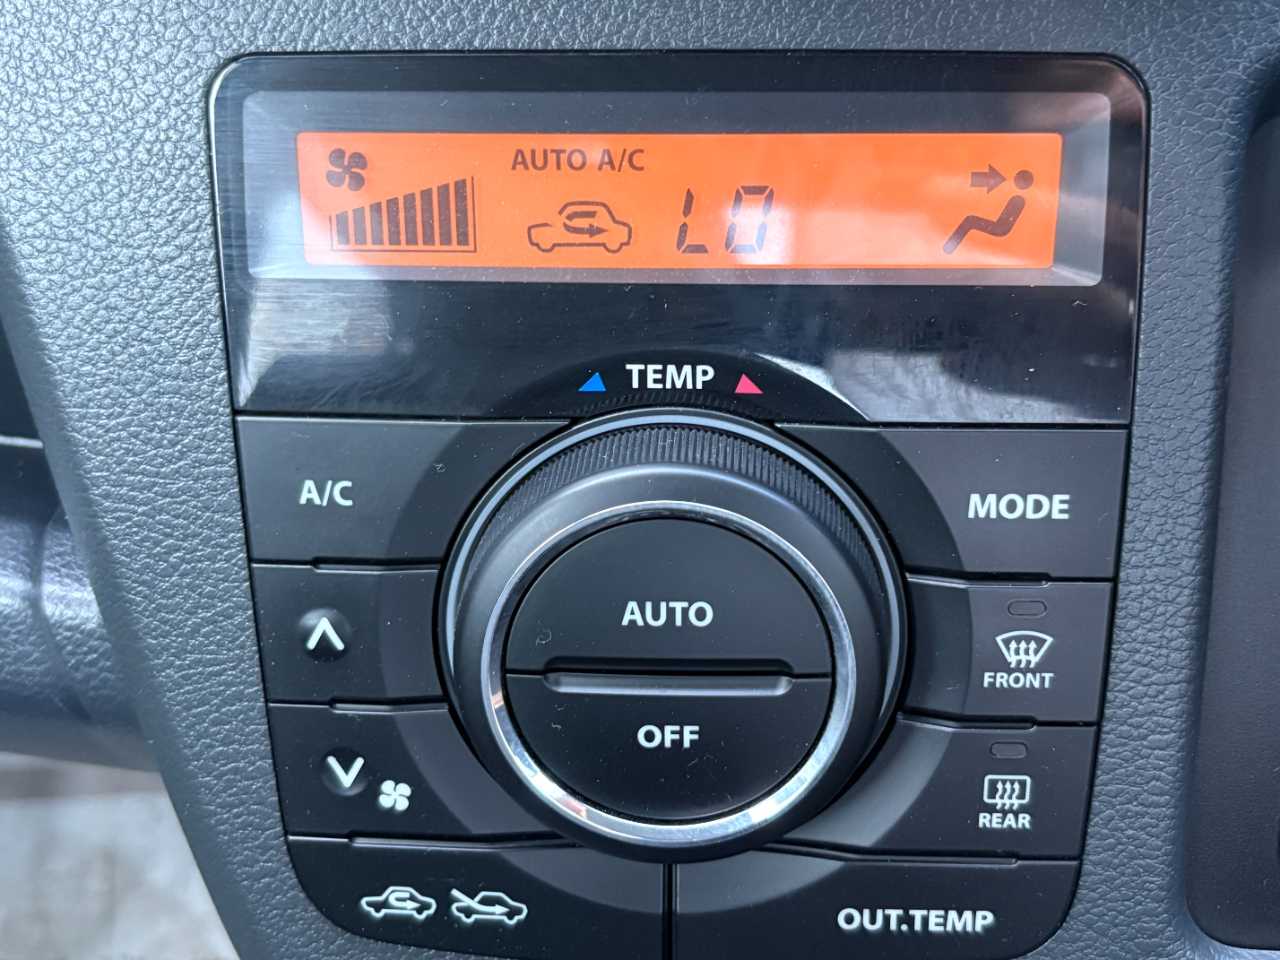 AUTO A/C
LO
TEMP
A/C
MODE
AUTO
FRONT
OFF
REAR
OUT.TEMP